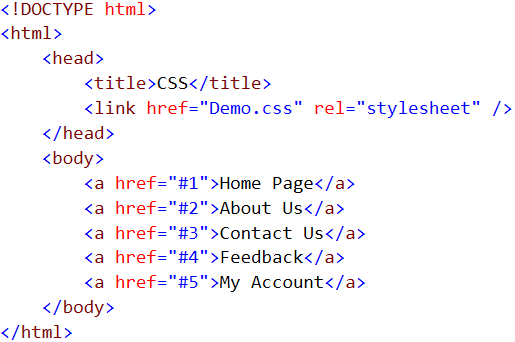 <!DOCTYPE html>
<html>
    <head>
        <title>CSS</title>
        <link href="Demo.css" rel="stylesheet" />
    </head>
    <body>
        <a href="#1">Home Page</a>
        <a href="#2">About Us</a>
        <a href="#3">Contact Us</a>
        <a href="#4">Feedback</a>
        <a href="#5">My Account</a>
    </body>
</html>